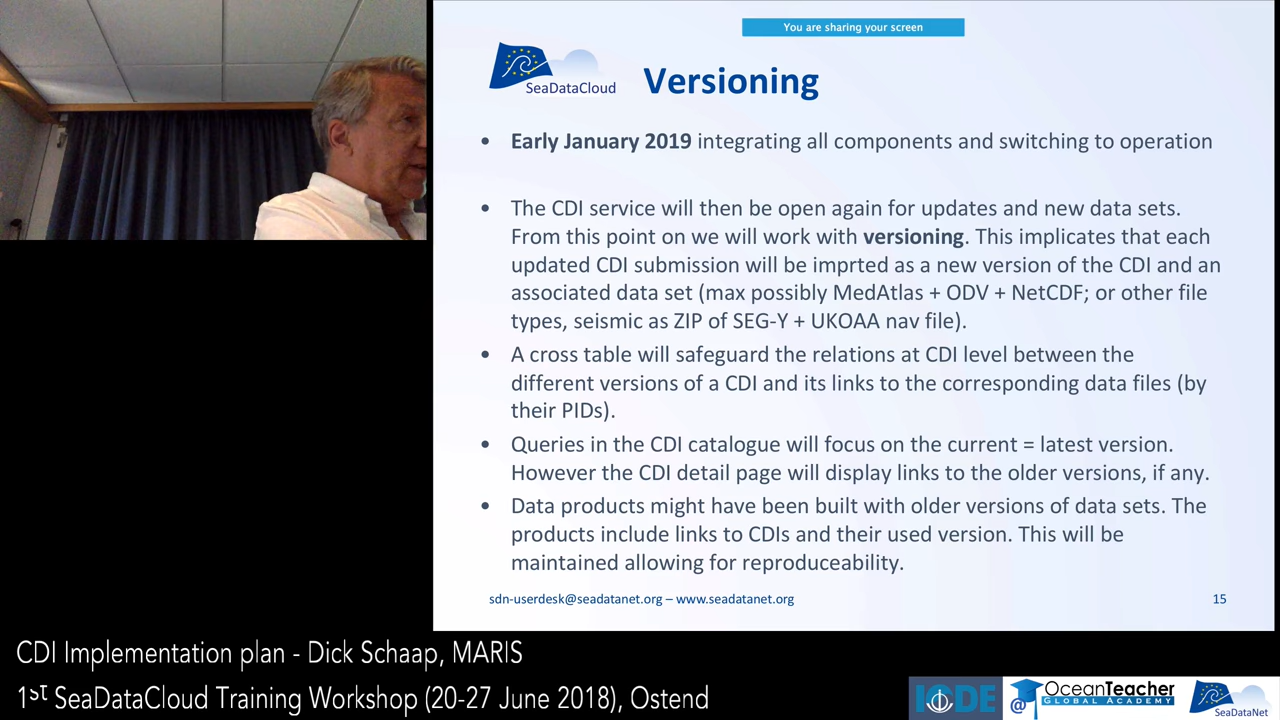 You are sharing your screen
SeaDataCloud
Versioning
• Early January 2019 integrating all components and switching to operation
• The CDI service will then be open again for updates and new data sets.
From this point on we will work with versioning. This implicates that each
updated CDI submission will be imprted as a new version of the CDI and an
associated data set (max possibly MedAtlas + ODV + NetCDF; or other file
types, seismic as ZIP of SEG-Y + UKOAA nav file).
• A cross table will safeguard the relations at CDI level between the
different versions of a CDI and its links to the corresponding data files (by
their PIDs).
• Queries in the CDI catalogue will focus on the current = latest version.
However the CDI detail page will display links to the older versions, if any.
• Data products might have been built with older versions of data sets. The
products include links to CDIs and their used version. This will be
maintained allowing for reproduceability.
sdn-userdesk@seadatanet.org – www.seadatanet.org
15
CDI Implementation plan - Dick Schaap, MARIS
1st SeaDataCloud Training Workshop (20-27 June 2018), Ostend
IODE
@
OceanTeacher
GLOBAL ACADEMY
SeaDataNet